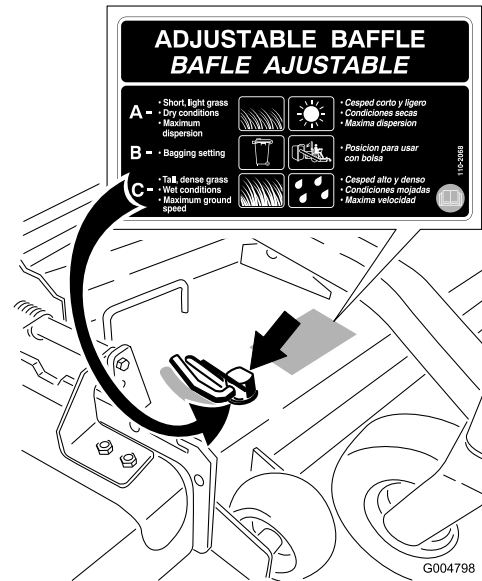 ADJUSTABLE BAFFLE
BAFLE AJUSTABLE
A - • Short, light grass
• Dry conditions
• Maximum
dispersion
• Cesped corto y ligero
• Condiciones secas
• Maxima dispersion
B - • Bagging setting
• Posicion para usar
con bolsa
C - • Tall, dense grass
• Wet conditions
• Maximum ground
speed
• Cesped alto y denso
• Condiciones mojadas
• Maxima velocidad
110-2068
G004798